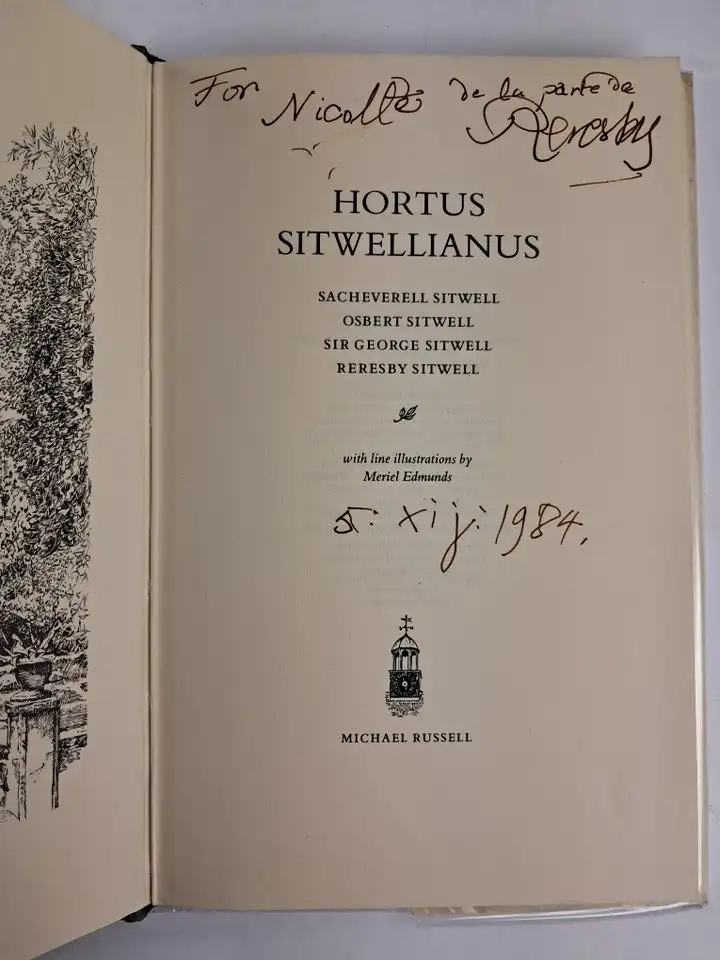 For Nicolle de la parte de
Reresby
HORTUS
SITWELLIANUS
SACHEVERELL SITWELL
OSBERT SITWELL
SIR GEORGE SITWELL
RERESBY SITWELL
with line illustrations by
Meriel Edmunds
5: xij: 1984.
MICHAEL RUSSELL